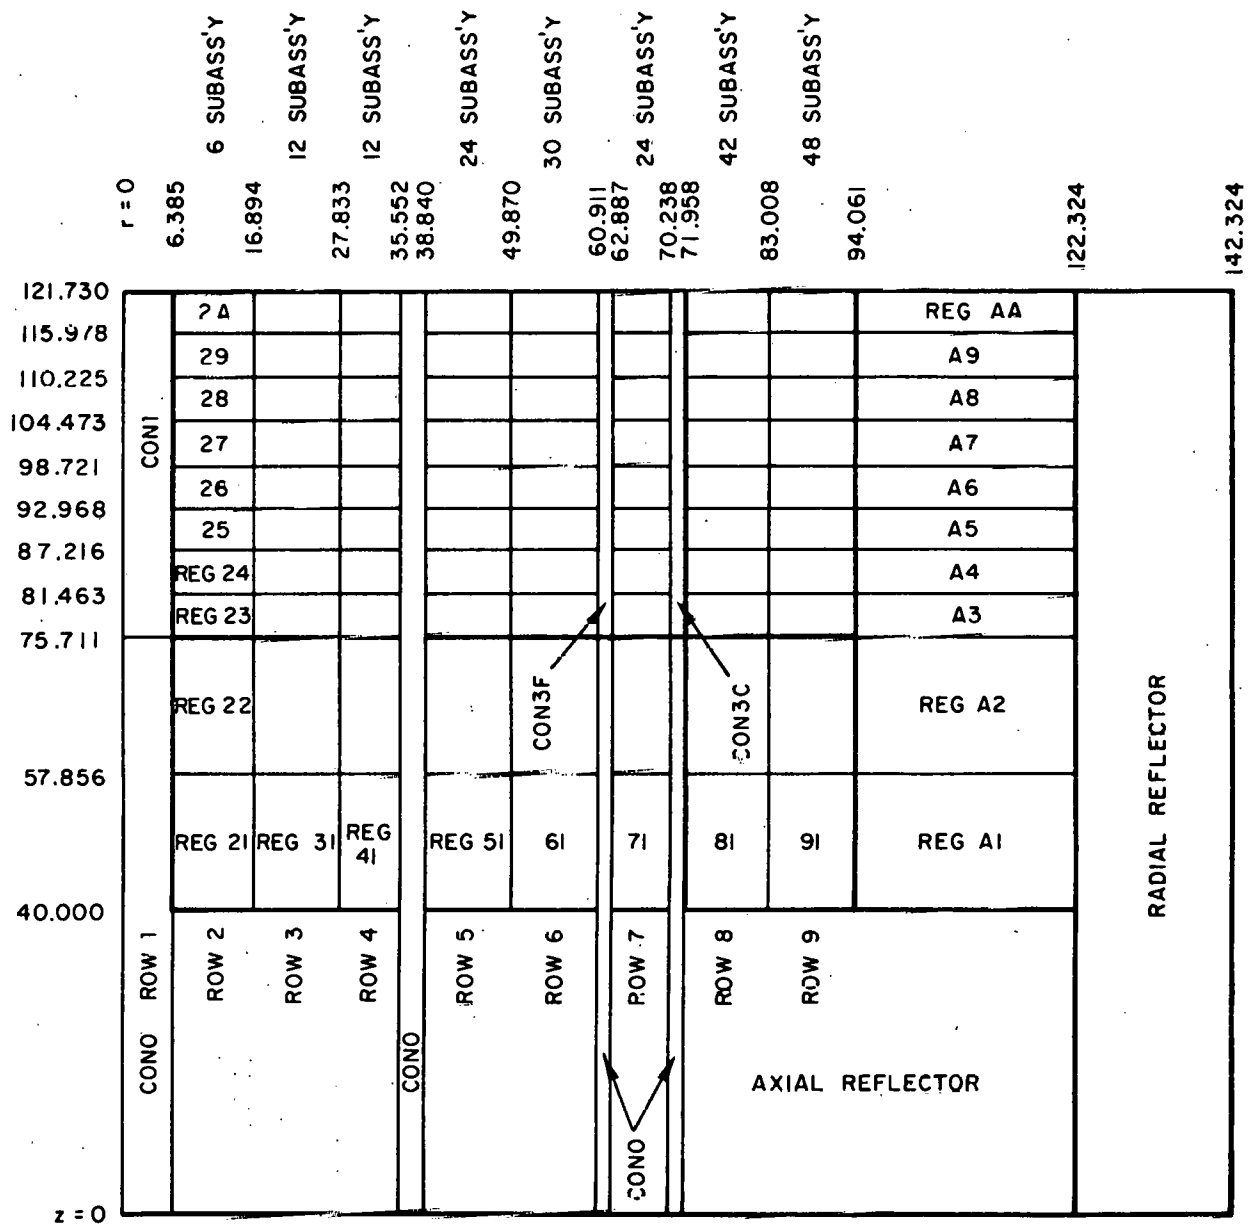 6 SUBASS'Y
12 SUBASS'Y
12 SUBASS'Y
24 SUBASS'Y
30 SUBASS'Y
24 SUBASS'Y
42 SUBASS'Y
48 SUBASS'Y
r = 0
6.385
16.894
27.833
35.552
38.840
49.870
60.911
62.887
70.238
71.958
83.008
94.061
122.324
142.324
121.730
115.978
110.225
104.473
98.721
92.968
87.216
81.463
75.711
57.856
40.000
z = 0
CON1
2A
29
28
27
26
25
REG 24
REG 23
REG 22
REG 21
REG 31
REG
41
REG 51
61
71
81
91
REG AA
A9
A8
A7
A6
A5
A4
A3
REG A2
REG A1
CON3F
CON3C
RADIAL REFLECTOR
CON0 ROW 1
ROW 2
ROW 3
ROW 4
CON0
ROW 5
ROW 6
ROW 7
ROW 8
ROW 9
CON0
AXIAL REFLECTOR